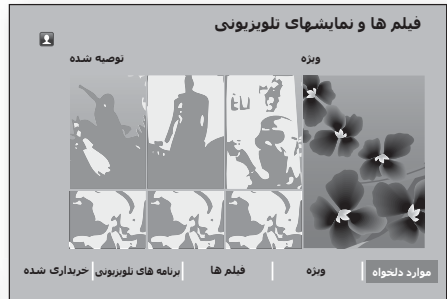 فیلم ها و نمایشهای تلویزیونی
ویژه
توصیه شده
موارد دلخواه
ویژه
فیلم ها
برنامه های تلویزیونی
خریداری شده